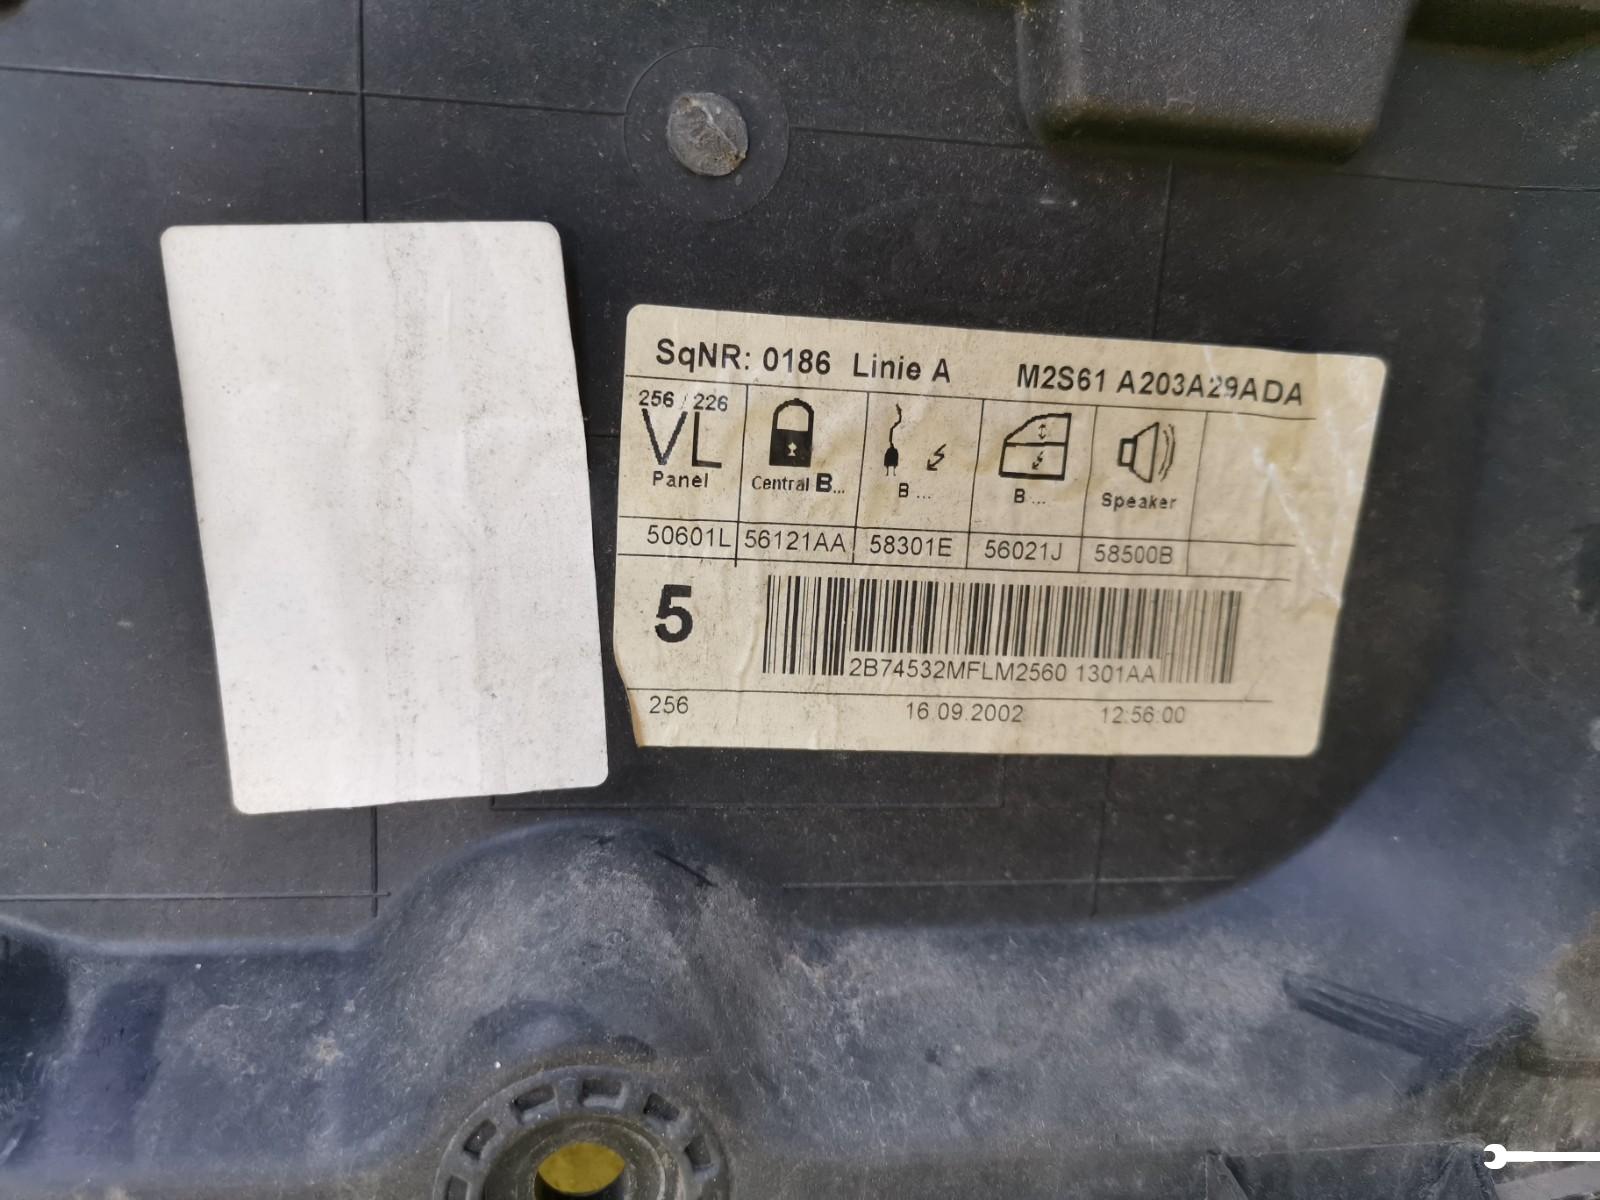 SqNR: 0186 Linie A M2S61 A203A29ADA
256 / 226
VL
Panel
Central B...
B ...
B ...
Speaker
50601L 56121AA 58301E 56021J 58500B
5
2B74532MFLM2560 1301AA
256 16.09.2002 12:56:00